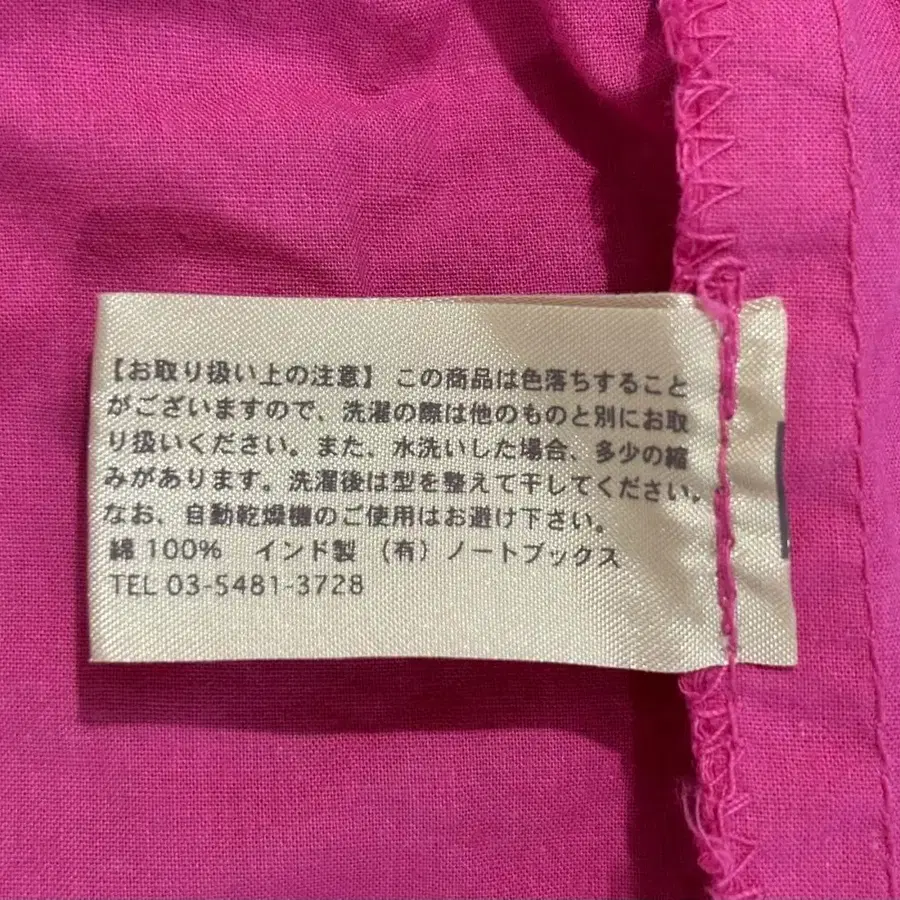 【お取り扱い上の注意】 この商品は色落ちすること
がございますので、洗濯の際は他のものと別にお取
り扱いください。また、水洗いした場合、多少の縮
みがあります。洗濯後は型を整えて干してください。
なお、自動乾燥機のご使用はお避け下さい。
綿 100% インド製 (有) ノートブックス
TEL 03-5481-3728